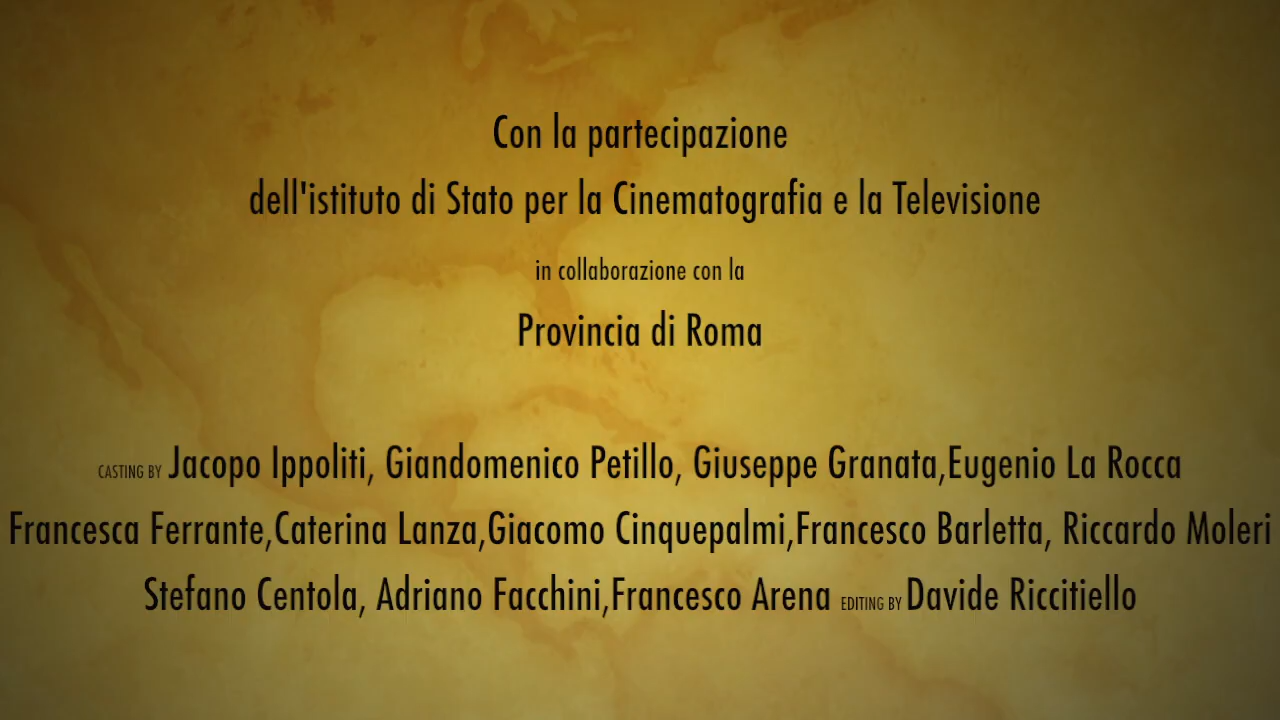 Con la partecipazione
dell'istituto di Stato per la Cinematografia e la Televisione
in collaborazione con la
Provincia di Roma
CASTING BY Jacopo Ippoliti, Giandomenico Petillo, Giuseppe Granata,Eugenio La Rocca
Francesca Ferrante,Caterina Lanza,Giacomo Cinquepalmi,Francesco Barletta, Riccardo Moleri
Stefano Centola, Adriano Facchini,Francesco Arena EDITING BY Davide Riccitiello